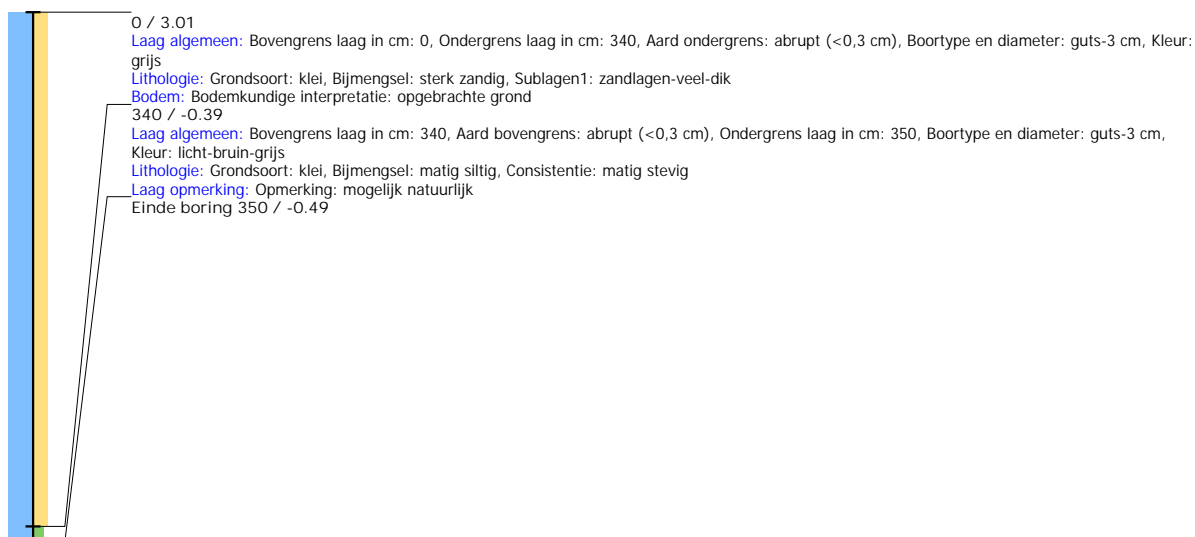 0 / 3.01
Laag algemeen: Bovengrens laag in cm: 0, Ondergrens laag in cm: 340, Aard ondergrens: abrupt (<0,3 cm), Boortype en diameter: guts-3 cm, Kleur:
grijs
Lithologie: Grondsoort: klei, Bijmengsel: sterk zandig, Sublagen1: zandlagen-veel-dik
Bodem: Bodemkundige interpretatie: opgebrachte grond
340 / -0.39
Laag algemeen: Bovengrens laag in cm: 340, Aard bovengrens: abrupt (<0,3 cm), Ondergrens laag in cm: 350, Boortype en diameter: guts-3 cm,
Kleur: licht-bruin-grijs
Lithologie: Grondsoort: klei, Bijmengsel: matig siltig, Consistentie: matig stevig
Laag opmerking: Opmerking: mogelijk natuurlijk
Einde boring 350 / -0.49